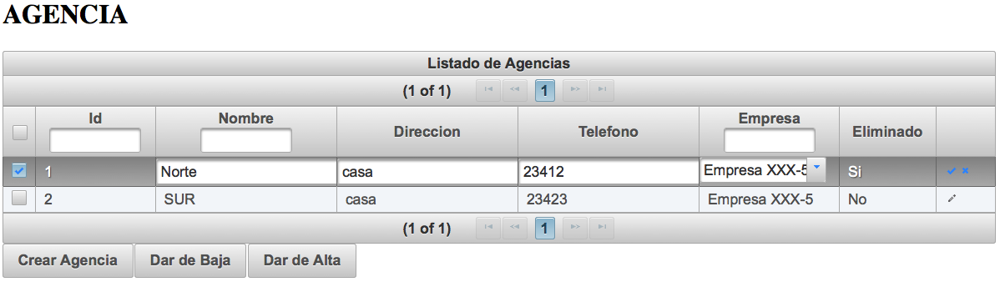 AGENCIA
Listado de Agencias
(1 of 1) 1
Id Nombre Direccion Telefono Empresa Eliminado
1 Norte casa 23412 Empresa XXX-5 Si
2 SUR casa 23423 Empresa XXX-5 No
(1 of 1) 1
Crear Agencia Dar de Baja Dar de Alta